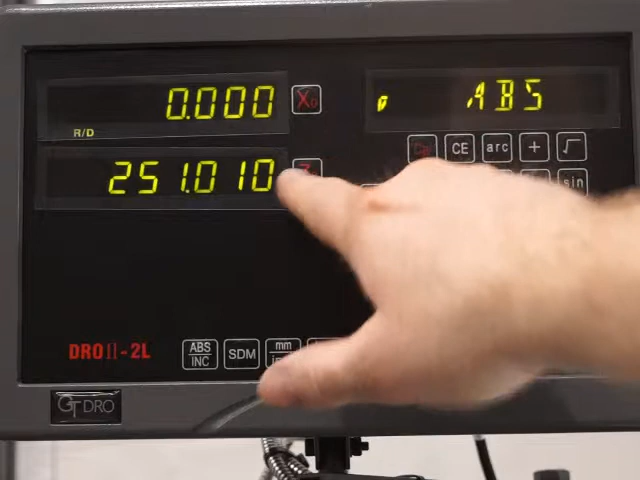 0.000
X0
ABS
R/D
CE
arc
+
√
251.010
sin
DROII-2L
ABS
INC
SDM
mm
GT DRO